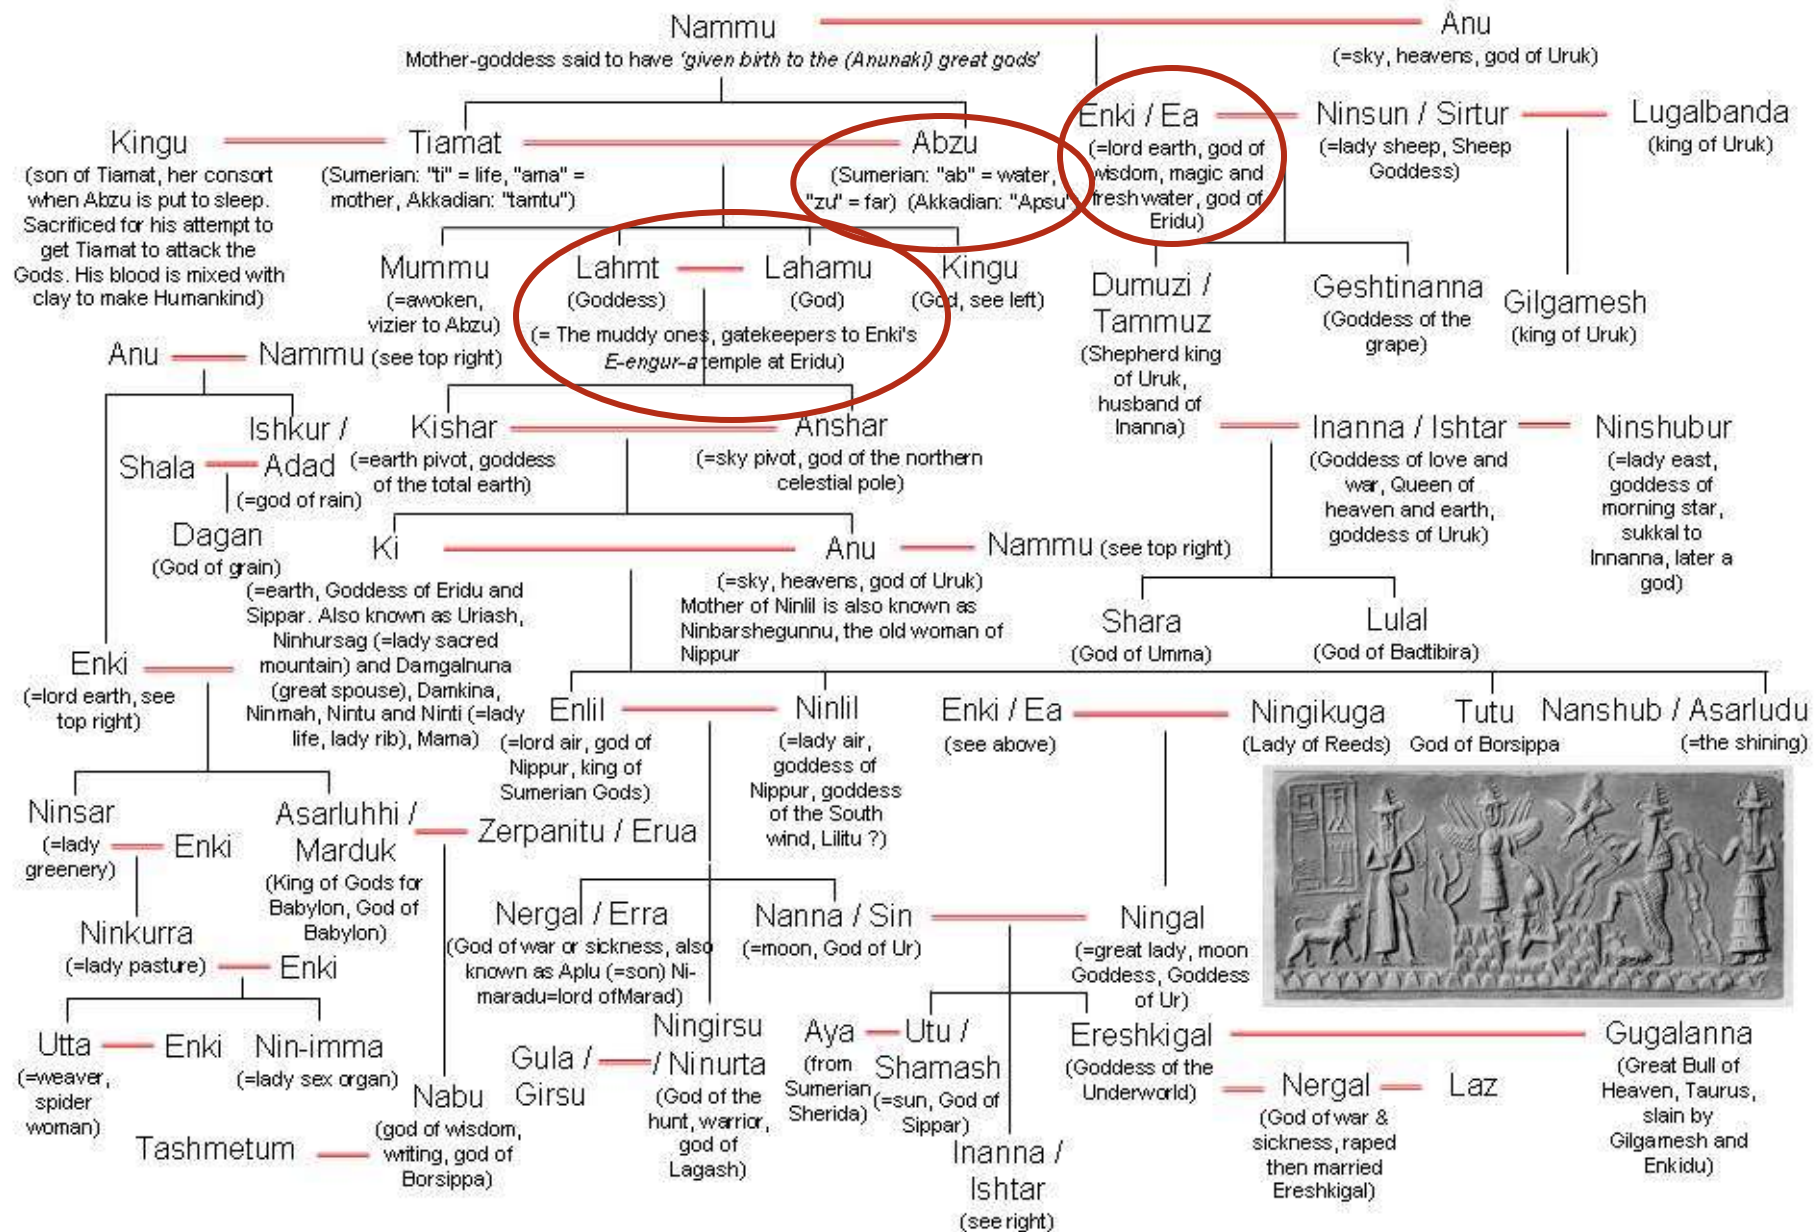 Nammu
Anu
Mother-goddess said to have 'given birth to the (Anunaki) great gods'
(=sky, heavens, god of Uruk)
Kingu
(son of Tiamat, her consort
when Abzu is put to sleep.
Sacrificed for his attempt to
get Tiamat to attack the
Gods. His blood is mixed with
clay to make Humankind)
Tiamat
(Sumerian: "ti" = life, "ama" =
mother, Akkadian: "tamtu")
Abzu
(Sumerian: "ab" = water,
"zu" = far) (Akkadian: "Apsu"
Enki / Ea
(=lord earth, god of
wisdom, magic and
fresh water, god of
Eridu)
Ninsun / Sirtur
(=lady sheep, Sheep
Goddess)
Lugalbanda
(king of Uruk)
Mummu
(=awoken,
vizier to Abzu)
Lahmt
(Goddess)
Lahamu
(God)
(= The muddy ones, gatekeepers to Enki's
E-engur-a temple at Eridu)
Kingu
(God, see left)
Dumuzi /
Tammuz
(Shepherd king
of Uruk,
husband of
Inanna)
Geshtinanna
(Goddess of the
grape)
Gilgamesh
(king of Uruk)
Anu
Nammu (see top right)
Ishkur /
Adad
(=god of rain)
Shala
Dagan
(God of grain)
Kishar
(=earth pivot, goddess
of the total earth)
Anshar
(=sky pivot, god of the northern
celestial pole)
Inanna / Ishtar
(Goddess of love and
war, Queen of
heaven and earth,
goddess of Uruk)
Ninshubur
(=lady east,
goddess of
morning star,
sukkal to
Innanna, later a
god)
Ki
(=earth, Goddess of Eridu and
Sippar. Also known as Uriash,
Ninhursag (=lady sacred
mountain) and Damgalnuna
(great spouse), Damkina,
Ninmah, Nintu and Ninti (=lady
life, lady rib), Mama)
Anu
(=sky, heavens, god of Uruk)
Mother of Ninlil is also known as
Ninbarshegunnu, the old woman of
Nippur
Nammu (see top right)
Shara
(God of Umma)
Lulal
(God of Badtibira)
Enki
(=lord earth, see
top right)
Enlil
(=lord air, god of
Nippur, king of
Sumerian Gods)
Ninlil
(=lady air,
goddess of
Nippur, goddess
of the South
wind, Lilitu ?)
Enki / Ea
(see above)
Ningikuga
(Lady of Reeds)
Tutu
God of Borsippa
Nanshub / Asarludu
(=the shining)
Ninsar
(=lady
greenery)
Enki
Asarluhhi /
Marduk
(King of Gods for
Babylon, God of
Babylon)
Zerpanitu / Erua
Ninkurra
(=lady pasture)
Enki
Nergal / Erra
(God of war or sickness, also
known as Aplu (=son) Ni-
maradu=lord of Marad)
Nanna / Sin
(=moon, God of Ur)
Ningal
(=great lady, moon
Goddess, Goddess
of Ur)
Utta
(=weaver,
spider
woman)
Enki
Nin-imma
(=lady sex organ)
Nabu
(god of wisdom,
writing, god of
Borsippa)
Tashmetum
Gula /
Girsu
Ningirsu
/ Ninurta
(God of the
hunt, warrior,
god of
Lagash)
Aya
(from
Sumerian
Sherida)
Utu /
Shamash
(=sun, God of
Sippar)
Inanna /
Ishtar
(see right)
Ereshkigal
(Goddess of the
Underworld)
Nergal
(God of war &
sickness, raped
then married
Ereshkigal)
Laz
Gugalanna
(Great Bull of
Heaven, Taurus,
slain by
Gilgamesh and
Enkidu)